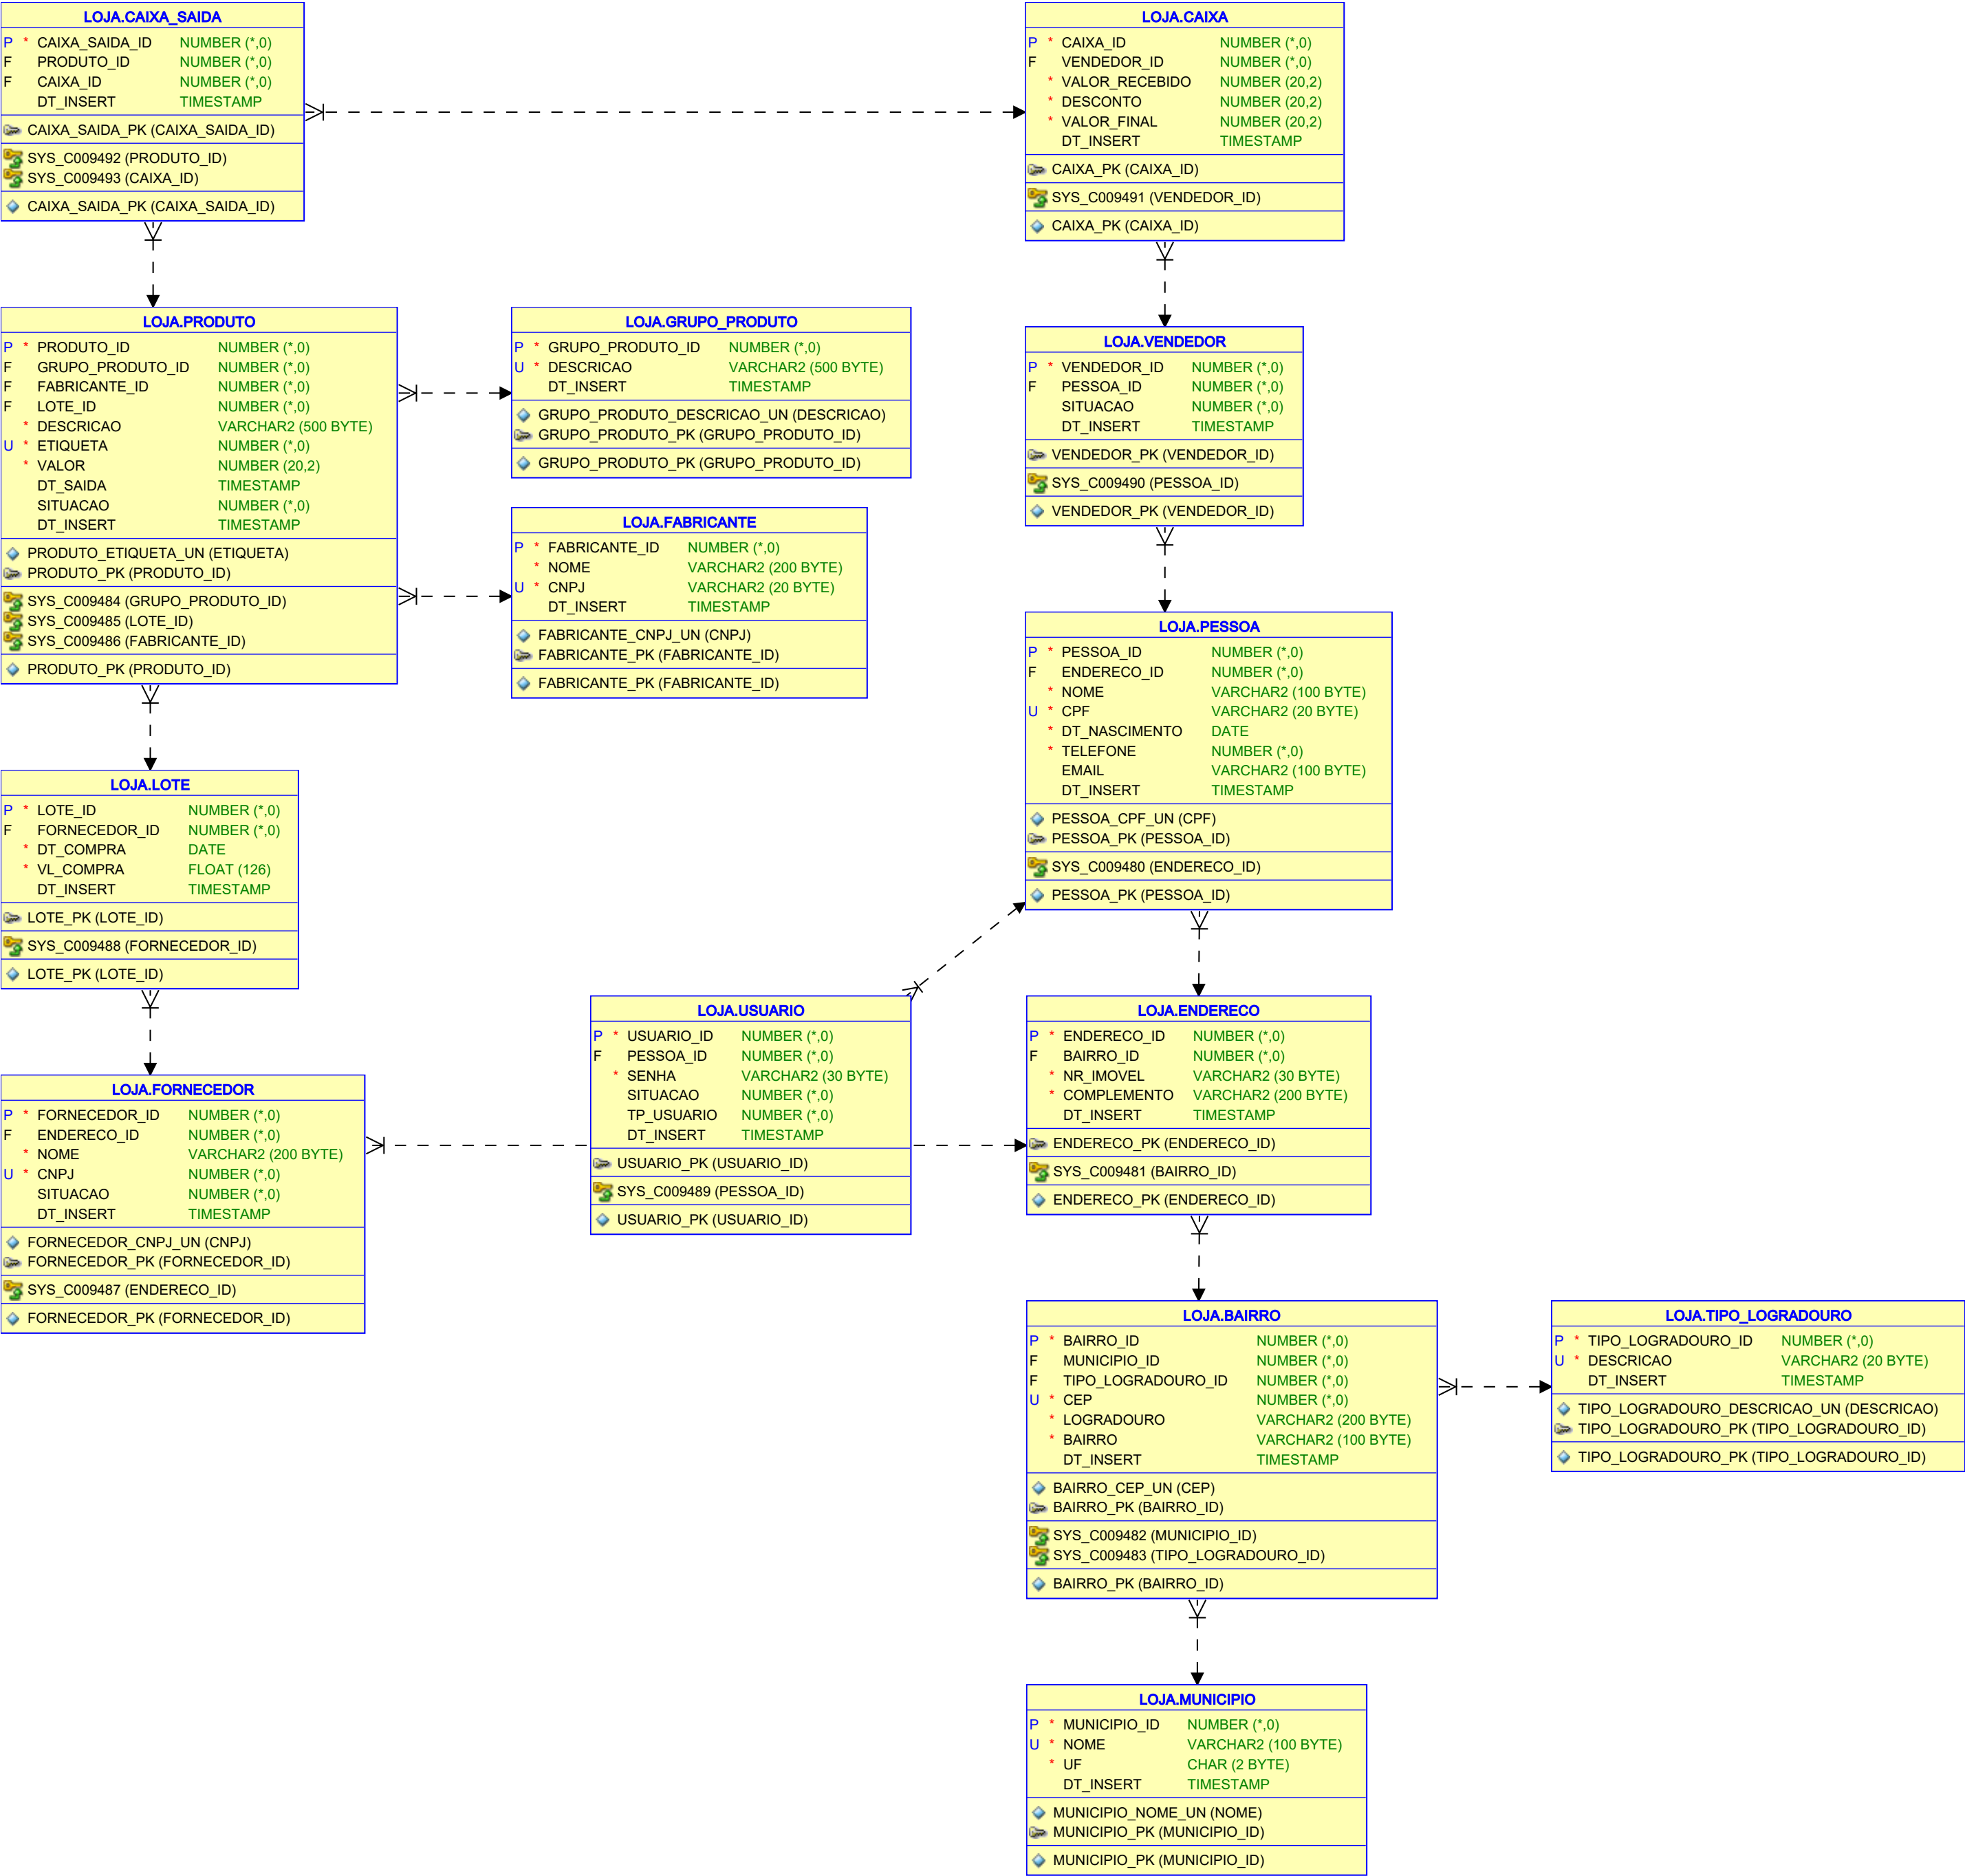 LOJA.CAIXA_SAIDA
P * CAIXA_SAIDA_ID NUMBER (*,0)
F PRODUTO_ID NUMBER (*,0)
F CAIXA_ID NUMBER (*,0)
DT_INSERT TIMESTAMP
CAIXA_SAIDA_PK (CAIXA_SAIDA_ID)
SYS_C009492 (PRODUTO_ID)
SYS_C009493 (CAIXA_ID)
CAIXA_SAIDA_PK (CAIXA_SAIDA_ID)
LOJA.CAIXA
P * CAIXA_ID NUMBER (*,0)
F VENDEDOR_ID NUMBER (*,0)
* VALOR_RECEBIDO NUMBER (20,2)
* DESCONTO NUMBER (20,2)
* VALOR_FINAL NUMBER (20,2)
DT_INSERT TIMESTAMP
CAIXA_PK (CAIXA_ID)
SYS_C009491 (VENDEDOR_ID)
CAIXA_PK (CAIXA_ID)
LOJA.PRODUTO
P * PRODUTO_ID NUMBER (*,0)
F GRUPO_PRODUTO_ID NUMBER (*,0)
F FABRICANTE_ID NUMBER (*,0)
F LOTE_ID NUMBER (*,0)
* DESCRICAO VARCHAR2 (500 BYTE)
U * ETIQUETA NUMBER (*,0)
* VALOR NUMBER (20,2)
DT_SAIDA TIMESTAMP
SITUACAO NUMBER (*,0)
DT_INSERT TIMESTAMP
PRODUTO_ETIQUETA_UN (ETIQUETA)
PRODUTO_PK (PRODUTO_ID)
SYS_C009484 (GRUPO_PRODUTO_ID)
SYS_C009485 (LOTE_ID)
SYS_C009486 (FABRICANTE_ID)
PRODUTO_PK (PRODUTO_ID)
LOJA.GRUPO_PRODUTO
P * GRUPO_PRODUTO_ID NUMBER (*,0)
U * DESCRICAO VARCHAR2 (500 BYTE)
DT_INSERT TIMESTAMP
GRUPO_PRODUTO_DESCRICAO_UN (DESCRICAO)
GRUPO_PRODUTO_PK (GRUPO_PRODUTO_ID)
GRUPO_PRODUTO_PK (GRUPO_PRODUTO_ID)
LOJA.FABRICANTE
P * FABRICANTE_ID NUMBER (*,0)
* NOME VARCHAR2 (200 BYTE)
U * CNPJ VARCHAR2 (20 BYTE)
DT_INSERT TIMESTAMP
FABRICANTE_CNPJ_UN (CNPJ)
FABRICANTE_PK (FABRICANTE_ID)
FABRICANTE_PK (FABRICANTE_ID)
LOJA.VENDEDOR
P * VENDEDOR_ID NUMBER (*,0)
F PESSOA_ID NUMBER (*,0)
SITUACAO NUMBER (*,0)
DT_INSERT TIMESTAMP
VENDEDOR_PK (VENDEDOR_ID)
SYS_C009490 (PESSOA_ID)
VENDEDOR_PK (VENDEDOR_ID)
LOJA.PESSOA
P * PESSOA_ID NUMBER (*,0)
F ENDERECO_ID NUMBER (*,0)
* NOME VARCHAR2 (100 BYTE)
U * CPF VARCHAR2 (20 BYTE)
* DT_NASCIMENTO DATE
* TELEFONE NUMBER (*,0)
EMAIL VARCHAR2 (100 BYTE)
DT_INSERT TIMESTAMP
PESSOA_CPF_UN (CPF)
PESSOA_PK (PESSOA_ID)
SYS_C009480 (ENDERECO_ID)
PESSOA_PK (PESSOA_ID)
LOJA.LOTE
P * LOTE_ID NUMBER (*,0)
F FORNECEDOR_ID NUMBER (*,0)
* DT_COMPRA DATE
* VL_COMPRA FLOAT (126)
DT_INSERT TIMESTAMP
LOTE_PK (LOTE_ID)
SYS_C009488 (FORNECEDOR_ID)
LOTE_PK (LOTE_ID)
LOJA.FORNECEDOR
P * FORNECEDOR_ID NUMBER (*,0)
F ENDERECO_ID NUMBER (*,0)
* NOME VARCHAR2 (200 BYTE)
U * CNPJ NUMBER (*,0)
SITUACAO NUMBER (*,0)
DT_INSERT TIMESTAMP
FORNECEDOR_CNPJ_UN (CNPJ)
FORNECEDOR_PK (FORNECEDOR_ID)
SYS_C009487 (ENDERECO_ID)
FORNECEDOR_PK (FORNECEDOR_ID)
LOJA.USUARIO
P * USUARIO_ID NUMBER (*,0)
F PESSOA_ID NUMBER (*,0)
* SENHA VARCHAR2 (30 BYTE)
SITUACAO NUMBER (*,0)
TP_USUARIO NUMBER (*,0)
DT_INSERT TIMESTAMP
USUARIO_PK (USUARIO_ID)
SYS_C009489 (PESSOA_ID)
USUARIO_PK (USUARIO_ID)
LOJA.ENDERECO
P * ENDERECO_ID NUMBER (*,0)
F BAIRRO_ID NUMBER (*,0)
* NR_IMOVEL VARCHAR2 (30 BYTE)
* COMPLEMENTO VARCHAR2 (200 BYTE)
DT_INSERT TIMESTAMP
ENDERECO_PK (ENDERECO_ID)
SYS_C009481 (BAIRRO_ID)
ENDERECO_PK (ENDERECO_ID)
LOJA.BAIRRO
P * BAIRRO_ID NUMBER (*,0)
F MUNICIPIO_ID NUMBER (*,0)
F TIPO_LOGRADOURO_ID NUMBER (*,0)
U * CEP NUMBER (*,0)
* LOGRADOURO VARCHAR2 (200 BYTE)
* BAIRRO VARCHAR2 (100 BYTE)
DT_INSERT TIMESTAMP
BAIRRO_CEP_UN (CEP)
BAIRRO_PK (BAIRRO_ID)
SYS_C009482 (MUNICIPIO_ID)
SYS_C009483 (TIPO_LOGRADOURO_ID)
BAIRRO_PK (BAIRRO_ID)
LOJA.TIPO_LOGRADOURO
P * TIPO_LOGRADOURO_ID NUMBER (*,0)
U * DESCRICAO VARCHAR2 (20 BYTE)
DT_INSERT TIMESTAMP
TIPO_LOGRADOURO_DESCRICAO_UN (DESCRICAO)
TIPO_LOGRADOURO_PK (TIPO_LOGRADOURO_ID)
TIPO_LOGRADOURO_PK (TIPO_LOGRADOURO_ID)
LOJA.MUNICIPIO
P * MUNICIPIO_ID NUMBER (*,0)
U * NOME VARCHAR2 (100 BYTE)
* UF CHAR (2 BYTE)
DT_INSERT TIMESTAMP
MUNICIPIO_NOME_UN (NOME)
MUNICIPIO_PK (MUNICIPIO_ID)
MUNICIPIO_PK (MUNICIPIO_ID)